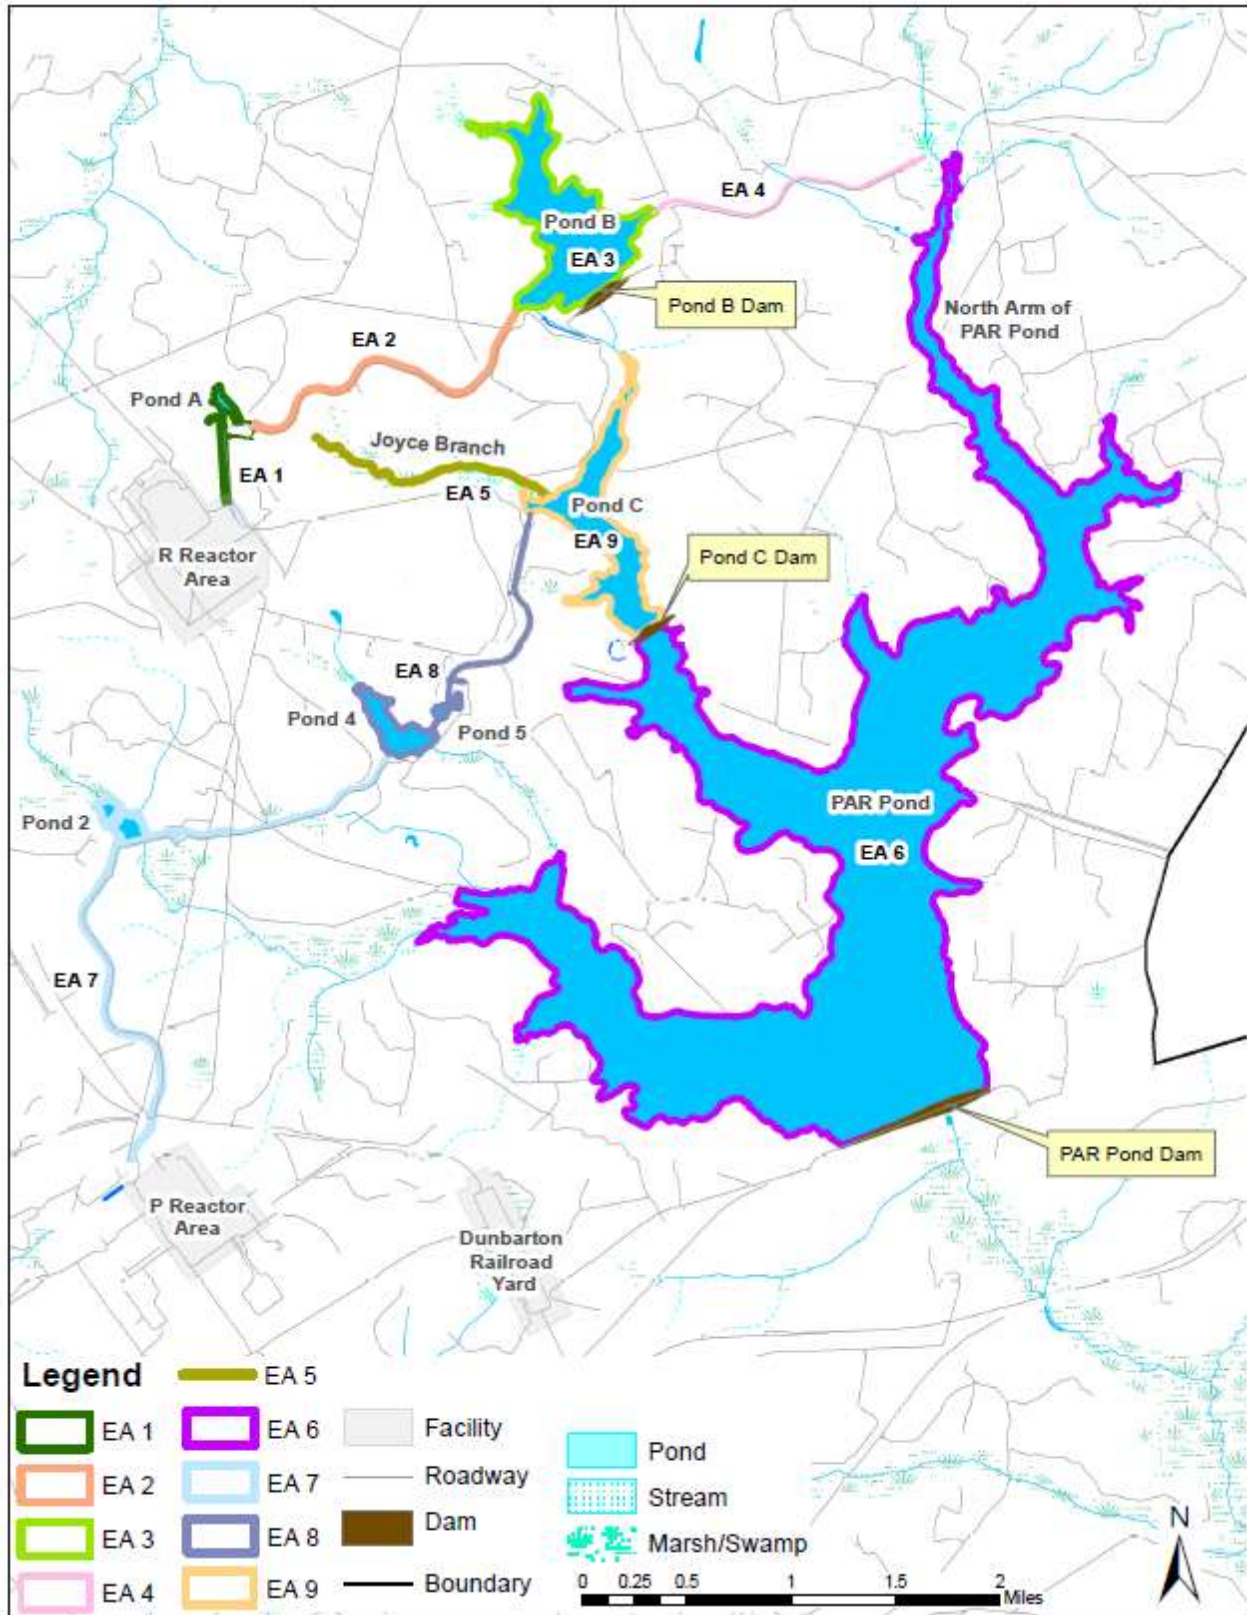 EA 4
Pond B
EA 3
Pond B Dam
North Arm of
PAR Pond
EA 2
Pond A
Joyce Branch
EA 1
EA 5
Pond C
EA 9
R Reactor
Area
Pond C Dam
EA 8
Pond 4
Pond 5
Pond 2
PAR Pond
EA 6
EA 7
PAR Pond Dam
P Reactor
Area
Dunbarton
Railroad
Yard
Legend
EA 1
EA 2
EA 3
EA 4
EA 5
EA 6
EA 7
EA 8
EA 9
Facility
Roadway
Dam
Boundary
Pond
Stream
Marsh/Swamp
N
0 0.25 0.5 1 1.5 2
Miles